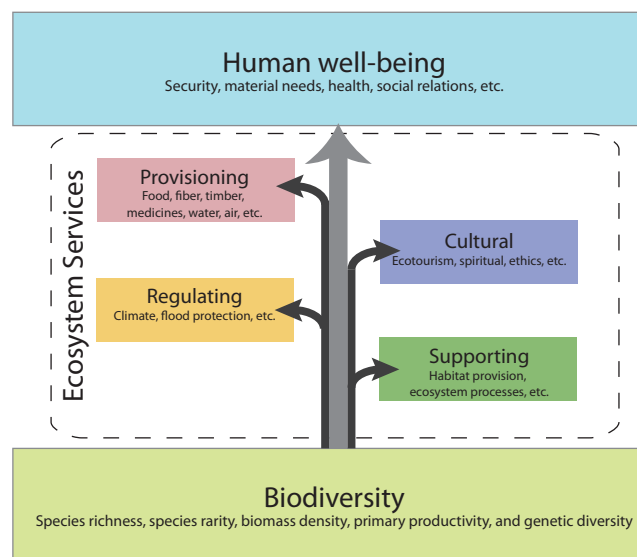 Human well-being
Security, material needs, health, social relations, etc.
Ecosystem Services
Provisioning
Food, fiber, timber,
medicines, water, air, etc.
Cultural
Ecotourism, spiritual, ethics, etc.
Regulating
Climate, flood protection, etc.
Supporting
Habitat provision,
ecosystem processes, etc.
Biodiversity
Species richness, species rarity, biomass density, primary productivity, and genetic diversity